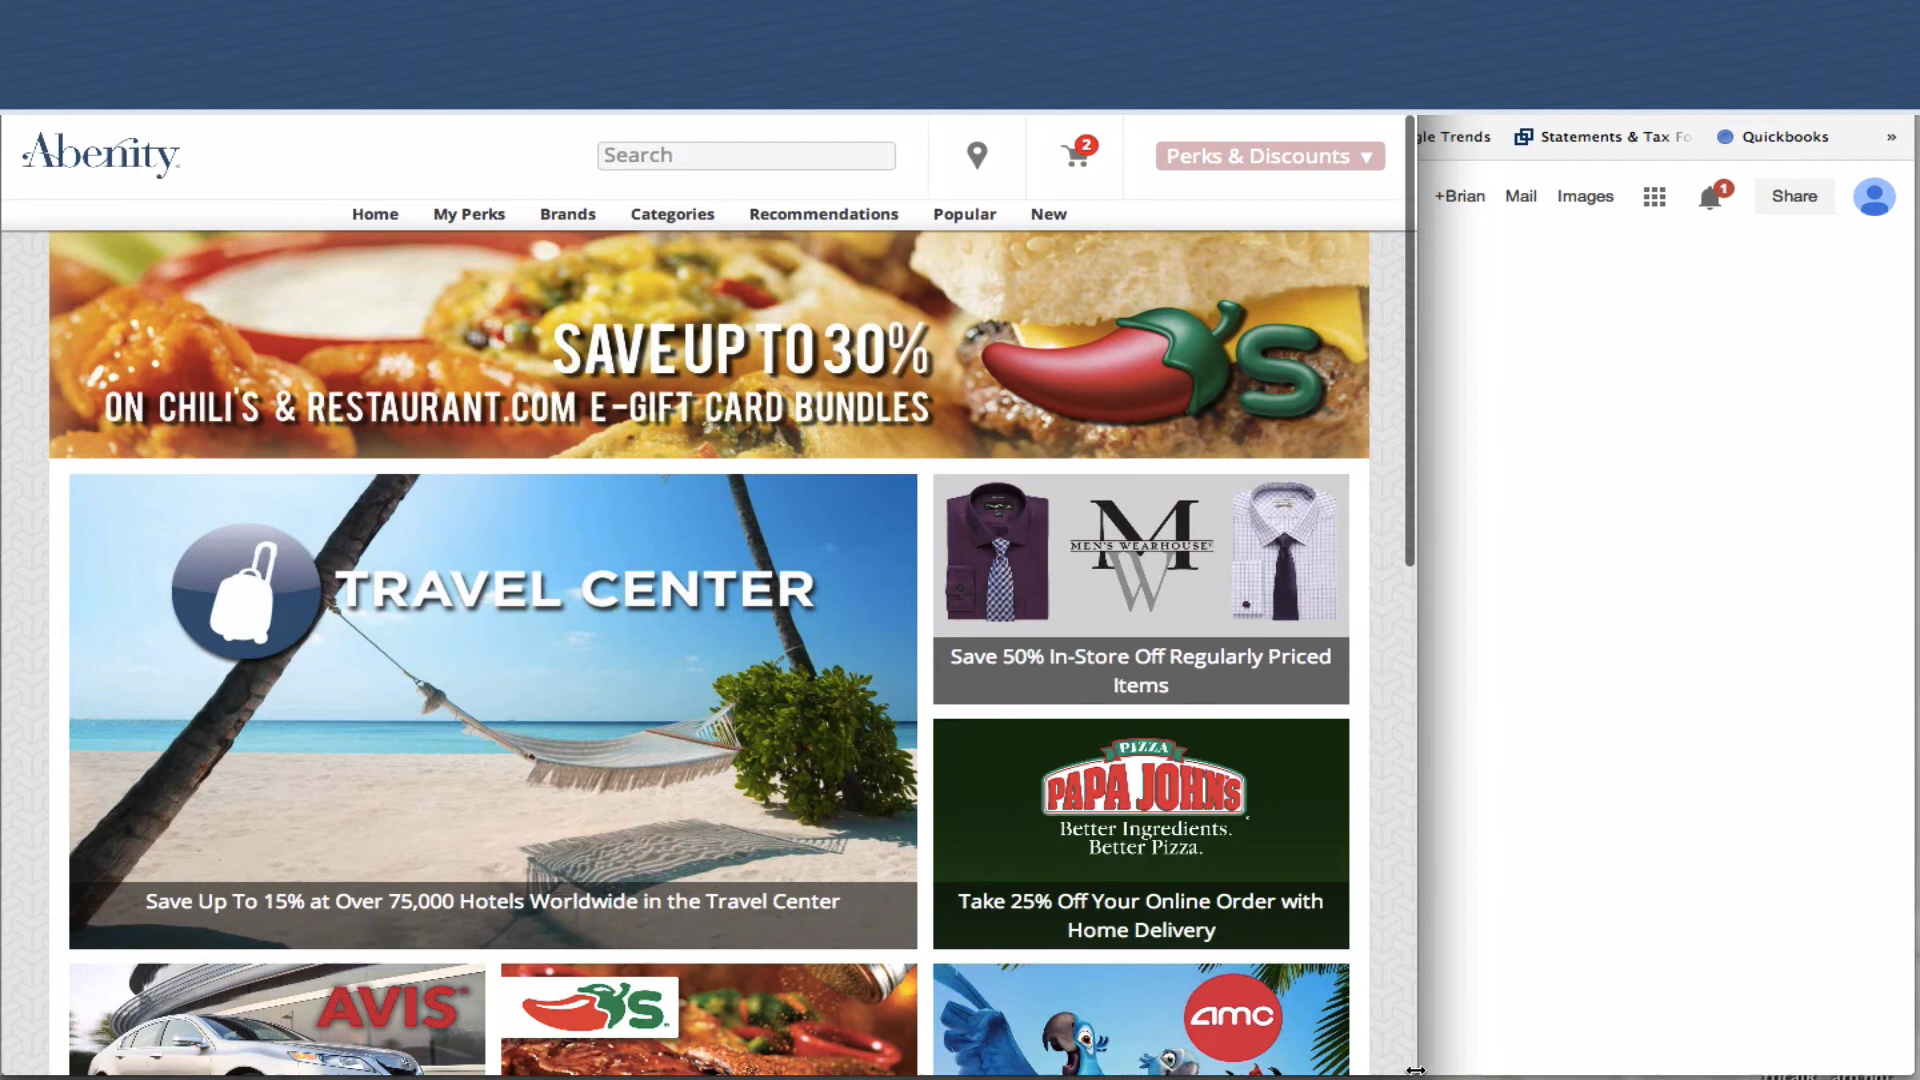 Abenity
Search
2
Perks & Discounts ▼
gle Trends
Statements & Tax Fo
Quickbooks
»
+Brian
Mail
Images
1
Share
Home
My Perks
Brands
Categories
Recommendations
Popular
New
SAVE UP TO 30%
ON CHILI'S & RESTAURANT.COM E-GIFT CARD BUNDLES
'S
TRAVEL CENTER
Save Up To 15% at Over 75,000 Hotels Worldwide in the Travel Center
M
MEN'S WEARHOUSE
W
Save 50% In-Store Off Regularly Priced
Items
PIZZA
PAPA JOHN'S
Better Ingredients.
Better Pizza.
Take 25% Off Your Online Order with
Home Delivery
AVIS
'S
amc